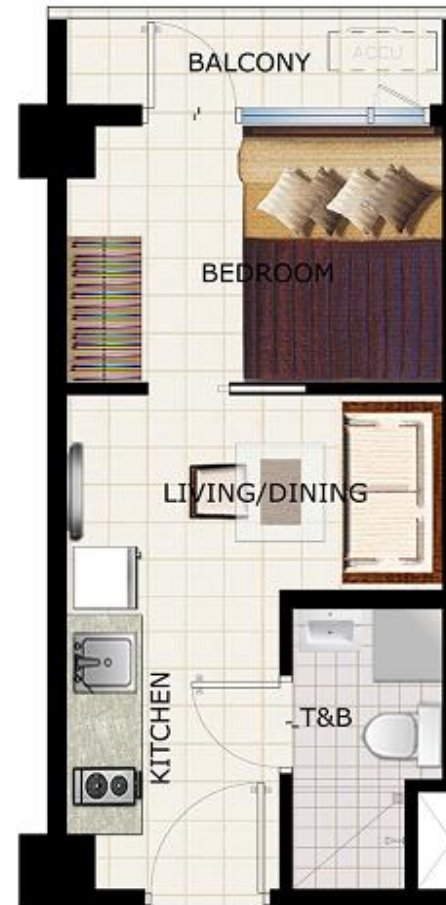 BALCONY
ACCU
BEDROOM
LIVING/DINING
KITCHEN
T&B